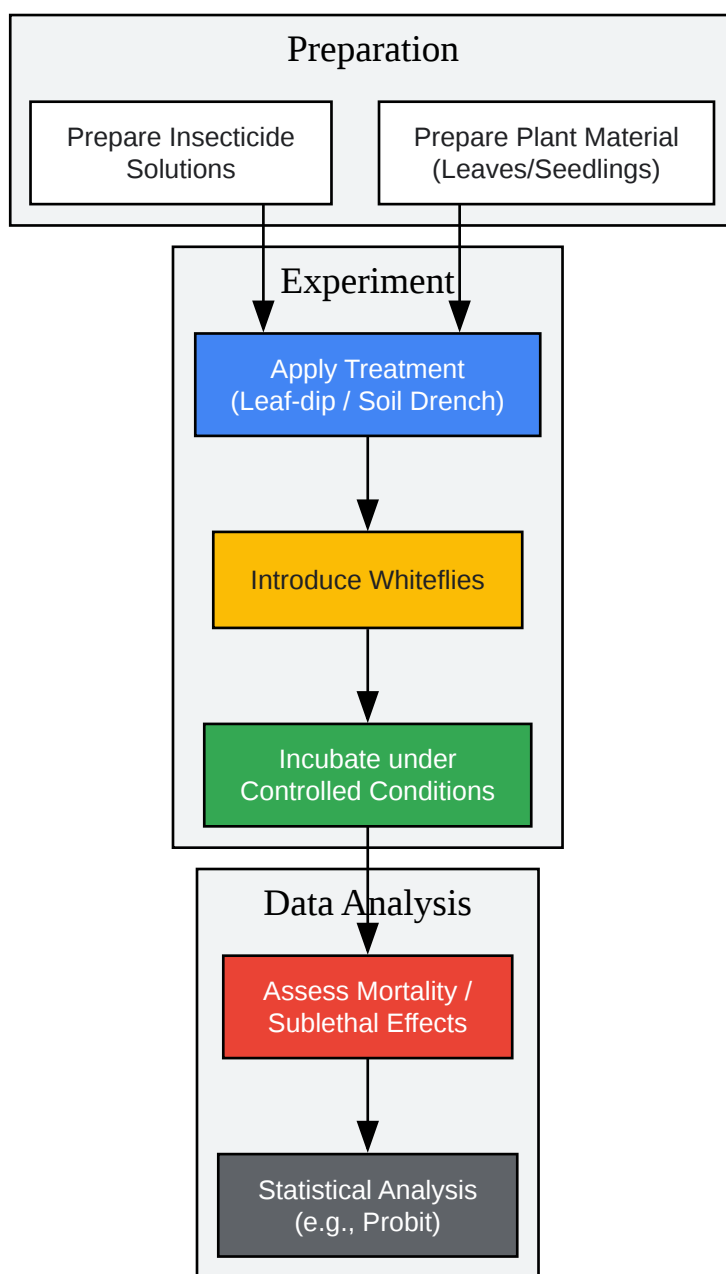 Preparation
Prepare Insecticide
Solutions
Prepare Plant Material
(Leaves/Seedlings)
Experiment
Apply Treatment
(Leaf-dip / Soil Drench)
Introduce Whiteflies
Incubate under
Controlled Conditions
Data Analysis
Assess Mortality /
Sublethal Effects
Statistical Analysis
(e.g., Probit)